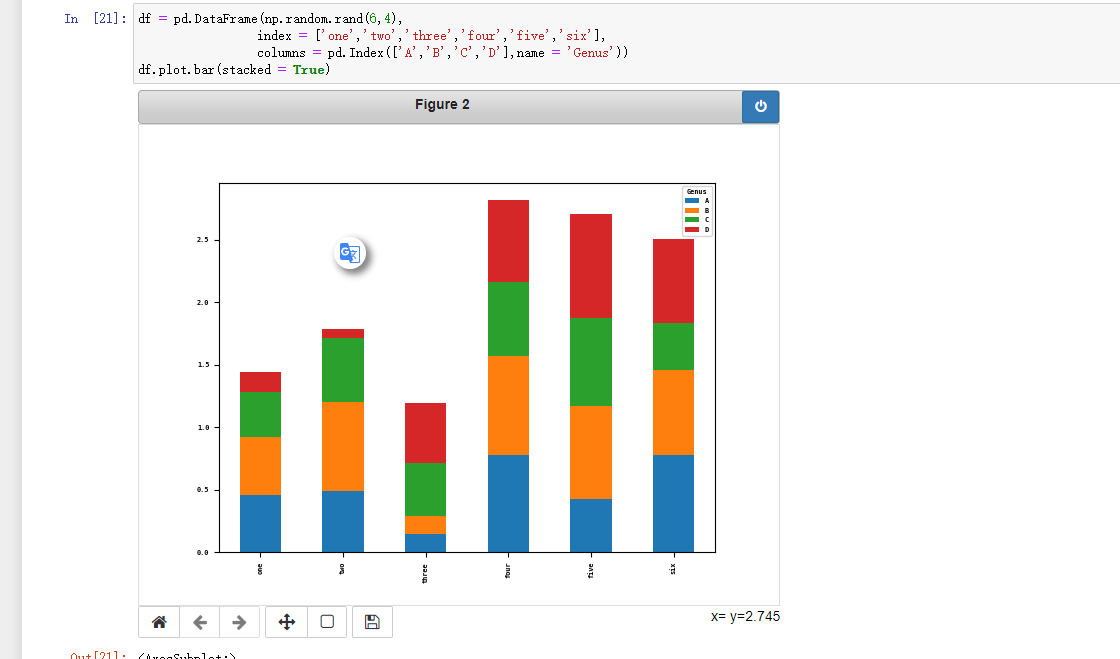 In [21]: df = pd.DataFrame(np.random.rand(6,4),
index = ['one','two','three','four','five','six'],
columns = pd.Index(['A','B','C','D'],name = 'Genus'))
df.plot.bar(stacked = True)
Figure 2
Genus
A
B
C
D
2.5
2.0
1.5
1.0
0.5
0.0
one
two
three
four
five
six
x= y=2.745
Out[21]: <AxesSubplot:>